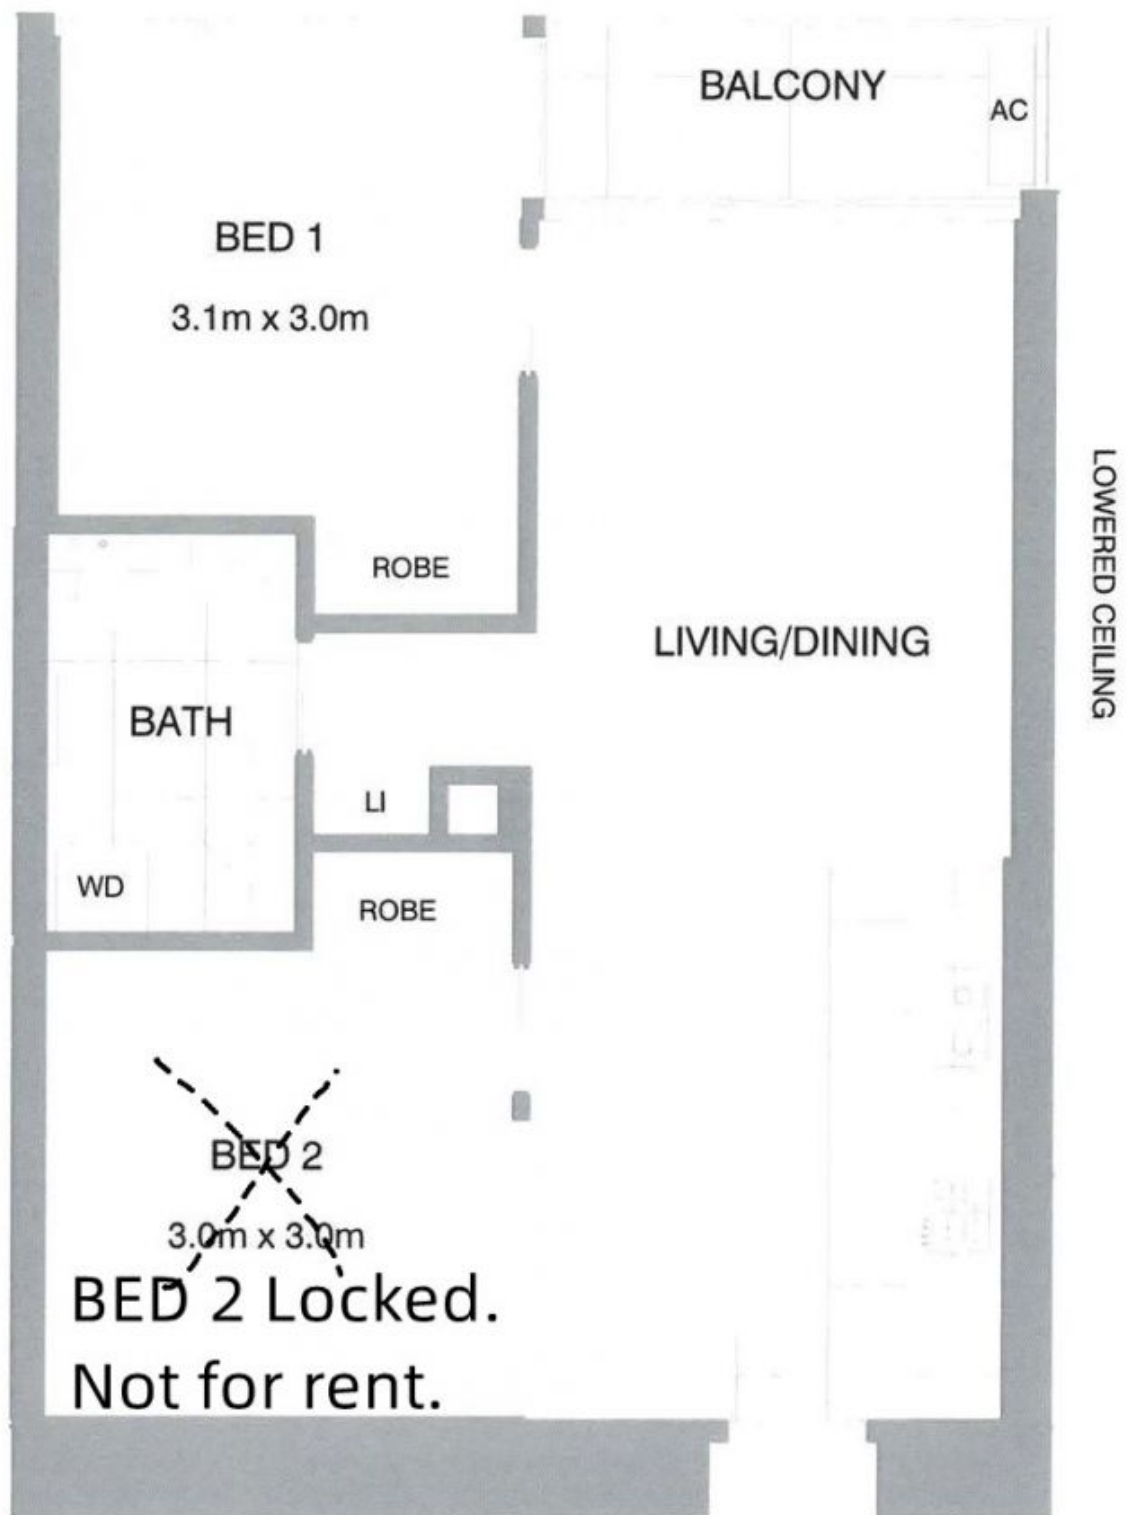 BALCONY
AC
BED 1
3.1m x 3.0m
LOWERED CEILING
ROBE
LIVING/DINING
BATH
LI
WD
ROBE
BED 2
3.0m x 3.0m
BED 2 Locked.
Not for rent.